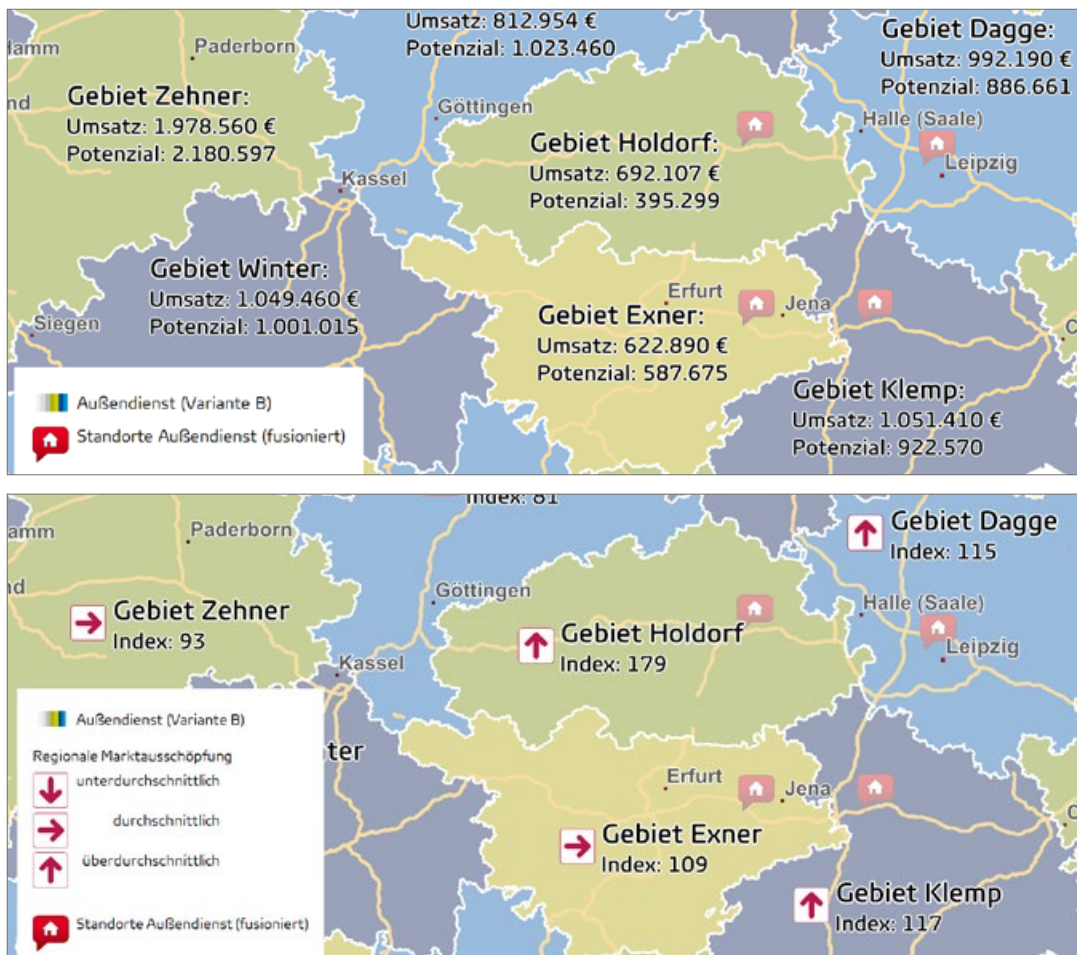 Umsatz: 812.954 €
Potenzial: 1.023.460
Gebiet Dagge:
Umsatz: 992.190 €
Potenzial: 886.661
Paderborn
Gebiet Zehner:
Umsatz: 1.978.560 €
Potenzial: 2.180.597
Göttingen
Halle (Saale)
Leipzig
Gebiet Holdorf:
Umsatz: 692.107 €
Potenzial: 395.299
Kassel
Gebiet Winter:
Umsatz: 1.049.460 €
Potenzial: 1.001.015
Siegen
Erfurt
Jena
Gebiet Exner:
Umsatz: 622.890 €
Potenzial: 587.675
Gebiet Klemp:
Umsatz: 1.051.410 €
Potenzial: 922.570
Außendienst (Variante B)
Standorte Außendienst (fusioniert)
Index: 81
Gebiet Dagge
Index: 115
amm
Paderborn
nd
Göttingen
Halle (Saale)
Leipzig
Gebiet Zehner
Index: 93
Gebiet Holdorf
Index: 179
Kassel
ter
Außendienst (Variante B)
Regionale Marktausschöpfung
unterdurchschnittlich
durchschnittlich
überdurchschnittlich
Standorte Außendienst (fusioniert)
Erfurt
Jena
Gebiet Exner
Index: 109
Gebiet Klemp
Index: 117